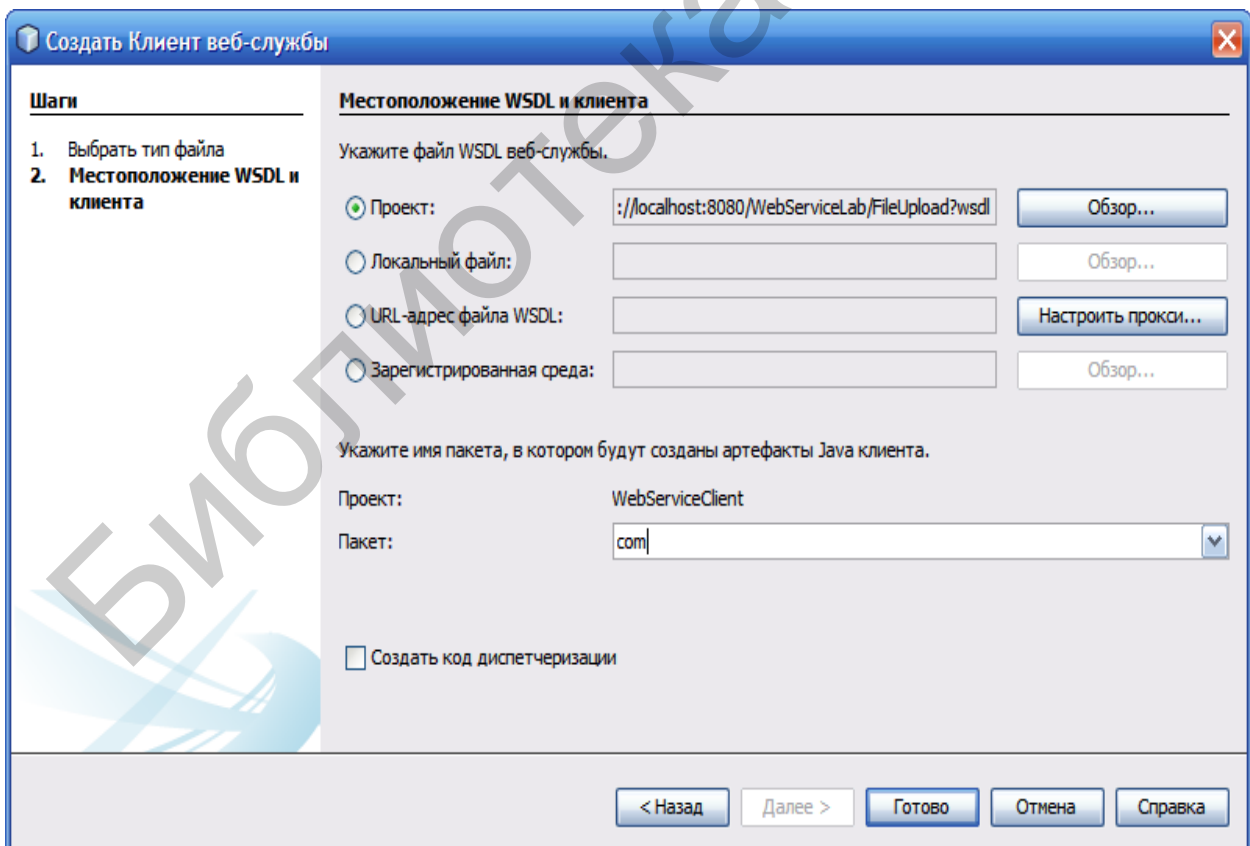 Создать Клиент веб-службы
Шаги
1. Выбрать тип файла
2. Местоположение WSDL и
клиента
Местоположение WSDL и клиента
Укажите файл WSDL веб-службы.
Проект: ://localhost:8080/WebServiceLab/FileUpload?wsdl Обзор...
Локальный файл: Обзор...
URL-адрес файла WSDL: Настроить прокси...
Зарегистрированная среда: Обзор...
Укажите имя пакета, в котором будут созданы артефакты Java клиента.
Проект: WebServiceClient
Пакет: com
Создать код диспетчеризации
< Назад Далее > Готово Отмена Справка
Библиотека